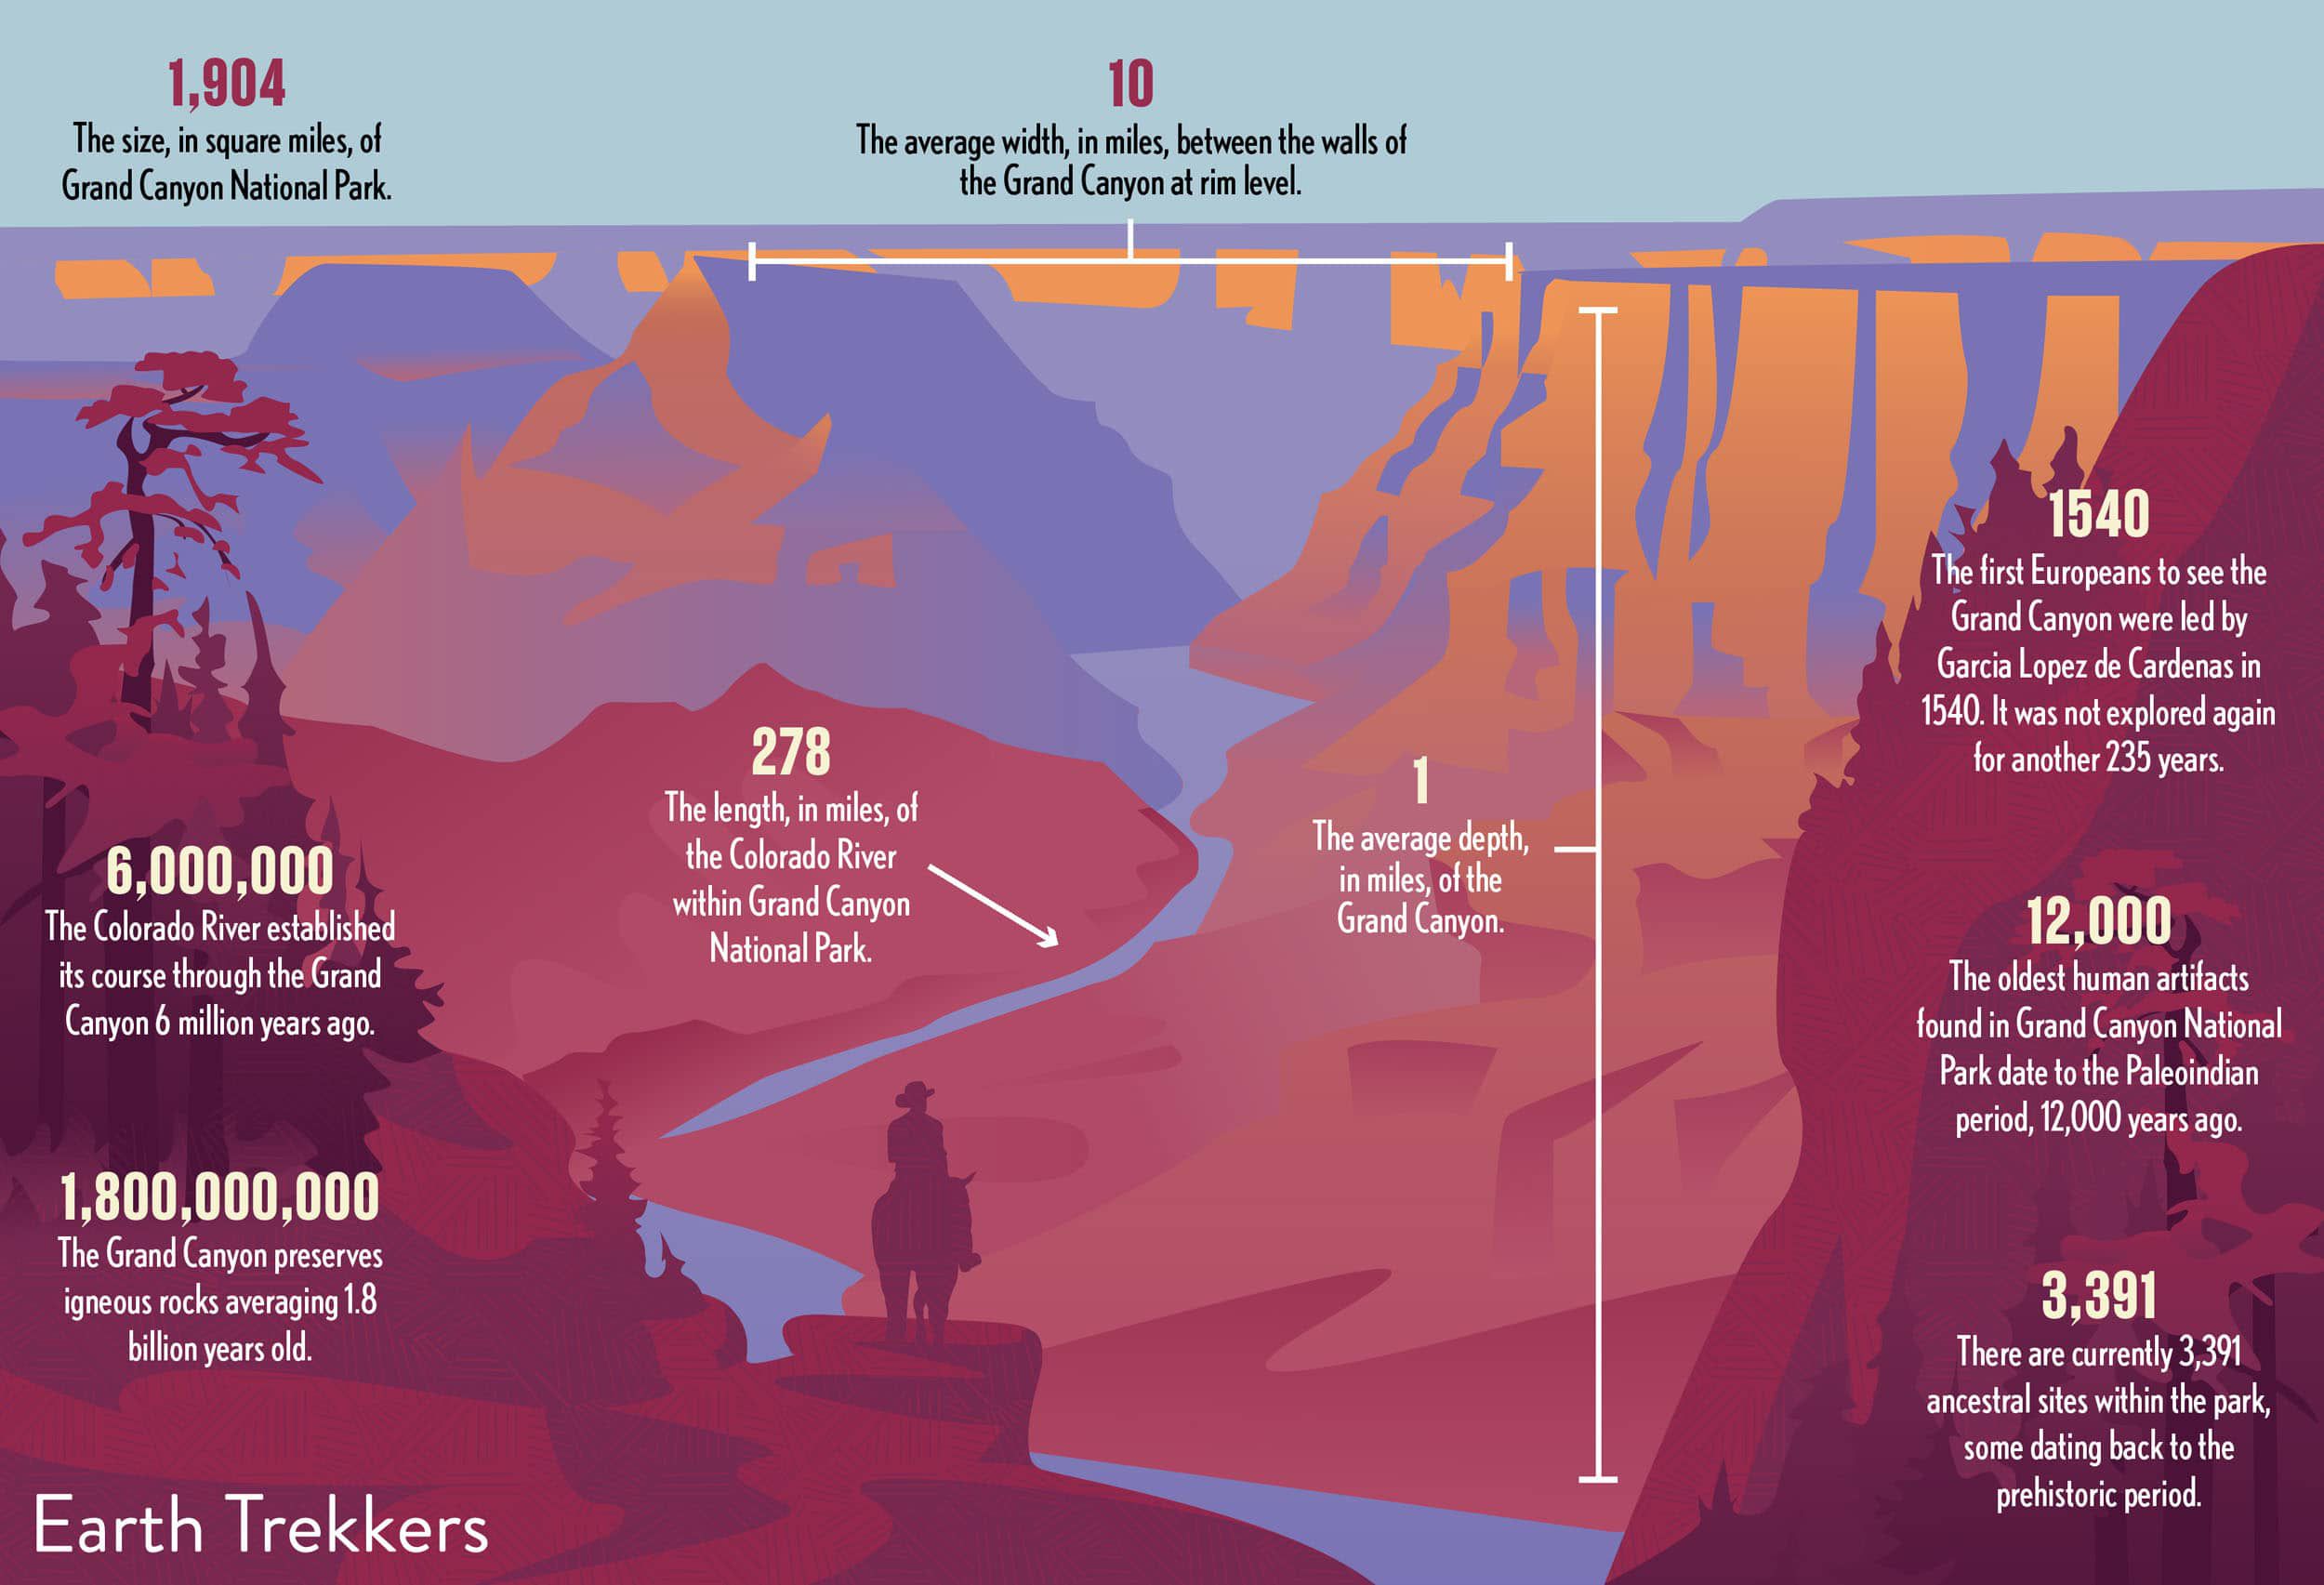 1,904
The size, in square miles, of
Grand Canyon National Park.
10
The average width, in miles, between the walls of
the Grand Canyon at rim level.
278
The length, in miles, of
the Colorado River
within Grand Canyon
National Park.
1
The average depth,
in miles, of the
Grand Canyon.
6,000,000
The Colorado River established
its course through the Grand
Canyon 6 million years ago.
1,800,000,000
The Grand Canyon preserves
igneous rocks averaging 1.8
billion years old.
1540
The first Europeans to see the
Grand Canyon were led by
Garcia Lopez de Cardenas in
1540. It was not explored again
for another 235 years.
12,000
The oldest human artifacts
found in Grand Canyon National
Park date to the Paleoindian
period, 12,000 years ago.
3,391
There are currently 3,391
ancestral sites within the park,
some dating back to the
prehistoric period.
Earth Trekkers